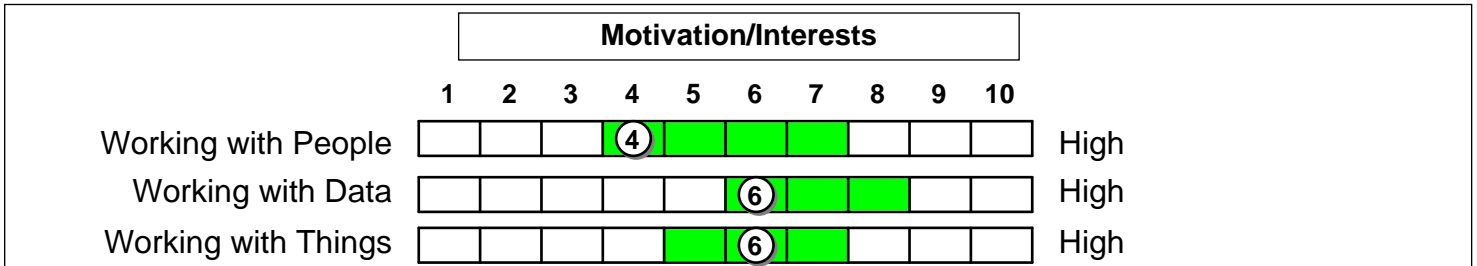 Motivation/Interests
1 2 3 4 5 6 7 8 9 10
Working with People 4 High
Working with Data 6 High
Working with Things 6 High